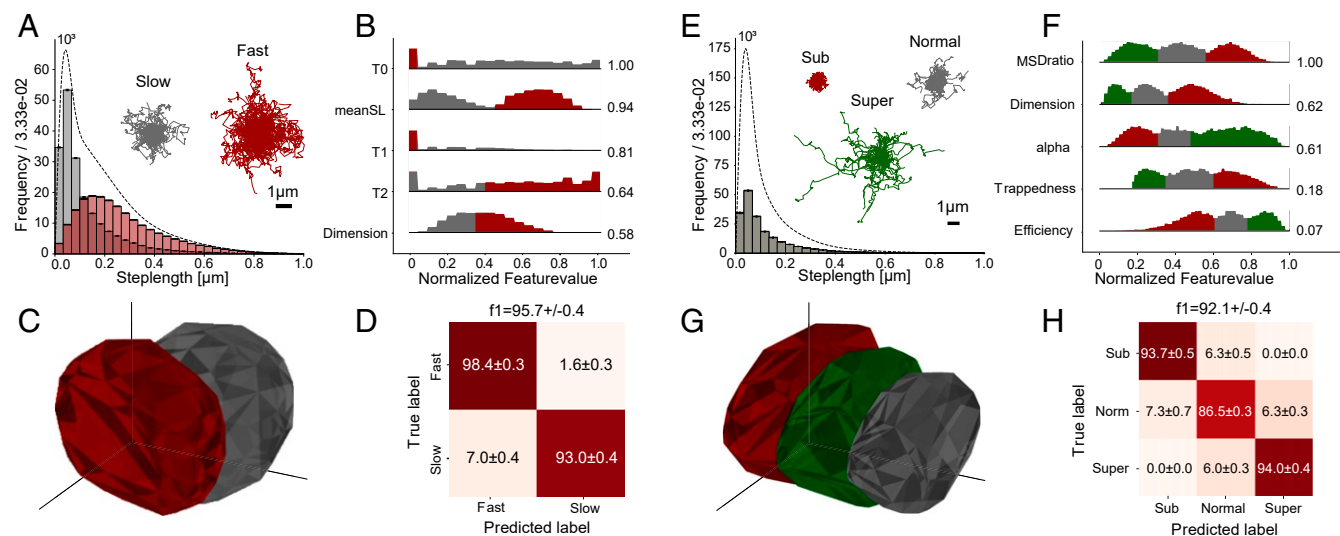 A
10³
Frequency / 3.33e-02
60
50
40
30
20
10
0
0.0
0.2
0.4
0.6
0.8
1.0
Steplength [µm]
Slow
Fast
1µm
B
T0
meanSL
T1
T2
Dimension
1.00
0.94
0.81
0.64
0.58
0.0
0.2
0.4
0.6
0.8
1.0
Normalized Featurevalue
E
10³
Frequency / 3.33e-02
175
150
125
100
75
50
25
0
0.0
0.2
0.4
0.6
0.8
1.0
Steplength [µm]
Sub
Normal
Super
1µm
F
MSDratio
Dimension
alpha
Trappedness
Efficiency
1.00
0.62
0.61
0.18
0.07
0.0
0.2
0.4
0.6
0.8
1.0
Normalized Featurevalue
C
D
f1=95.7+/-0.4
True label
Fast
Slow
98.4±0.3
1.6±0.3
7.0±0.4
93.0±0.4
Fast
Slow
Predicted label
G
H
f1=92.1+/-0.4
True label
Sub
Norm
Super
93.7±0.5
6.3±0.5
0.0±0.0
7.3±0.7
86.5±0.3
6.3±0.3
0.0±0.0
6.0±0.3
94.0±0.4
Sub
Normal
Super
Predicted label